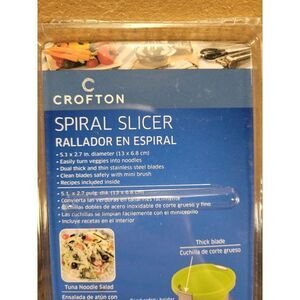 C
CROFTON
SPIRAL SLICER
RALLADOR EN ESPIRAL
• 5.3 x 2.7 in. diameter (13 x 6.8 cm)
• Easily turn veggies into noodles
• Dual thick and thin stainless steel blades
• Clean blades safely with mini brush
• Recipes included inside
• 5.1 x 2.7 pulg. diá. (13 x 6.8 cm)
• Convierta las verduras en tallarines fácilmente
• Cuchillas dobles de acero inoxidable de corte grueso y fino
• Las cuchillas se limpian fácilmente con el minicepillo
• Incluye recetas en el interior
Thick blade
Cuchilla de corte grueso
Tuna Noodle Salad
Ensalada de atún con